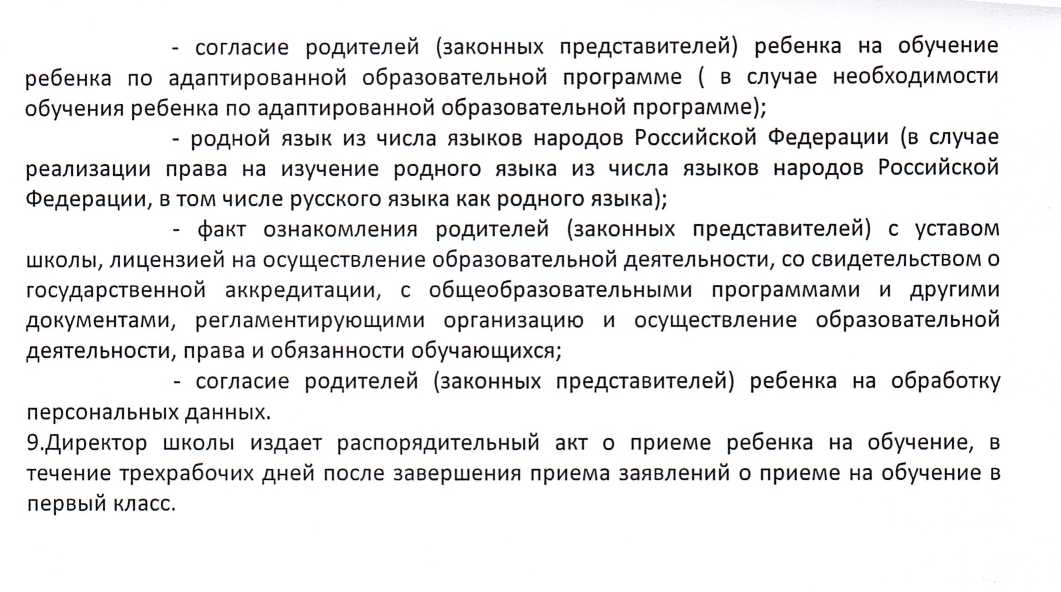 - согласие родителей (законных представителей) ребенка на обучение
ребенка по адаптированной образовательной программе ( в случае необходимости
обучения ребенка по адаптированной образовательной программе);
- родной язык из числа языков народов Российской Федерации (в случае
реализации права на изучение родного языка из числа языков народов Российской
Федерации, в том числе русского языка как родного языка);
- факт ознакомления родителей (законных представителей) с уставом
школы, лицензией на осуществление образовательной деятельности, со свидетельством о
государственной аккредитации, с общеобразовательными программами и другими
документами, регламентирующими организацию и осуществление образовательной
деятельности, права и обязанности обучающихся;
- согласие родителей (законных представителей) ребенка на обработку
персональных данных.
9.Директор школы издает распорядительный акт о приеме ребенка на обучение, в
течение трехрабочих дней после завершения приема заявлений о приеме на обучение в
первый класс.